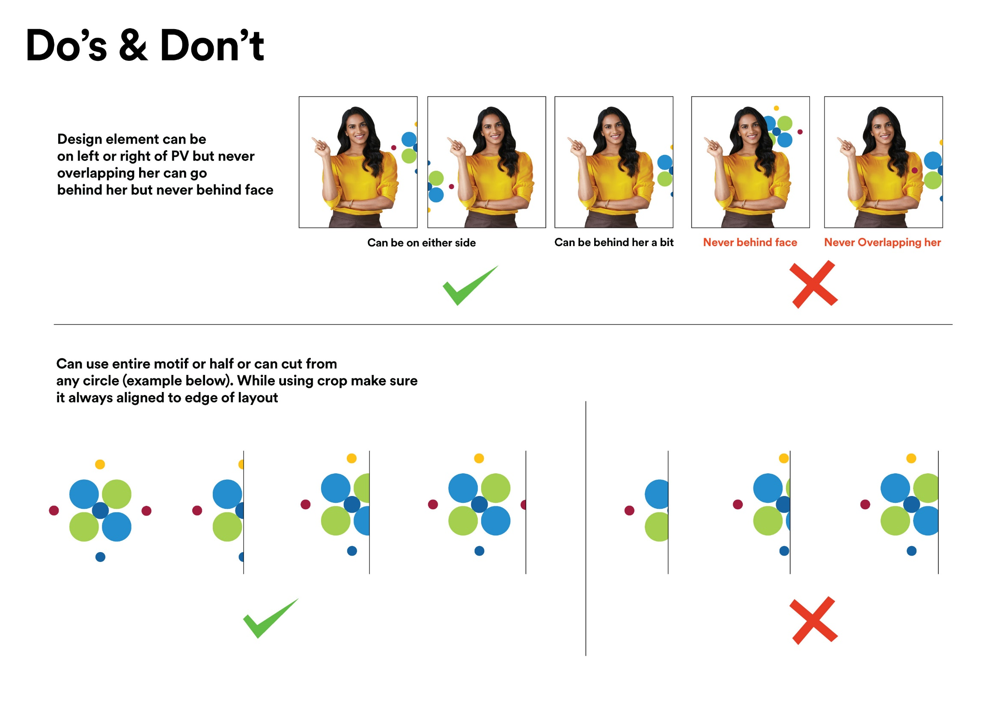 Do’s & Don’t
Design element can be
on left or right of PV but never
overlapping her can go
behind her but never behind face
Can be on either side
Can be behind her a bit
Never behind face
Never Overlapping her
Can use entire motif or half or can cut from
any circle (example below). While using crop make sure
it always aligned to edge of layout